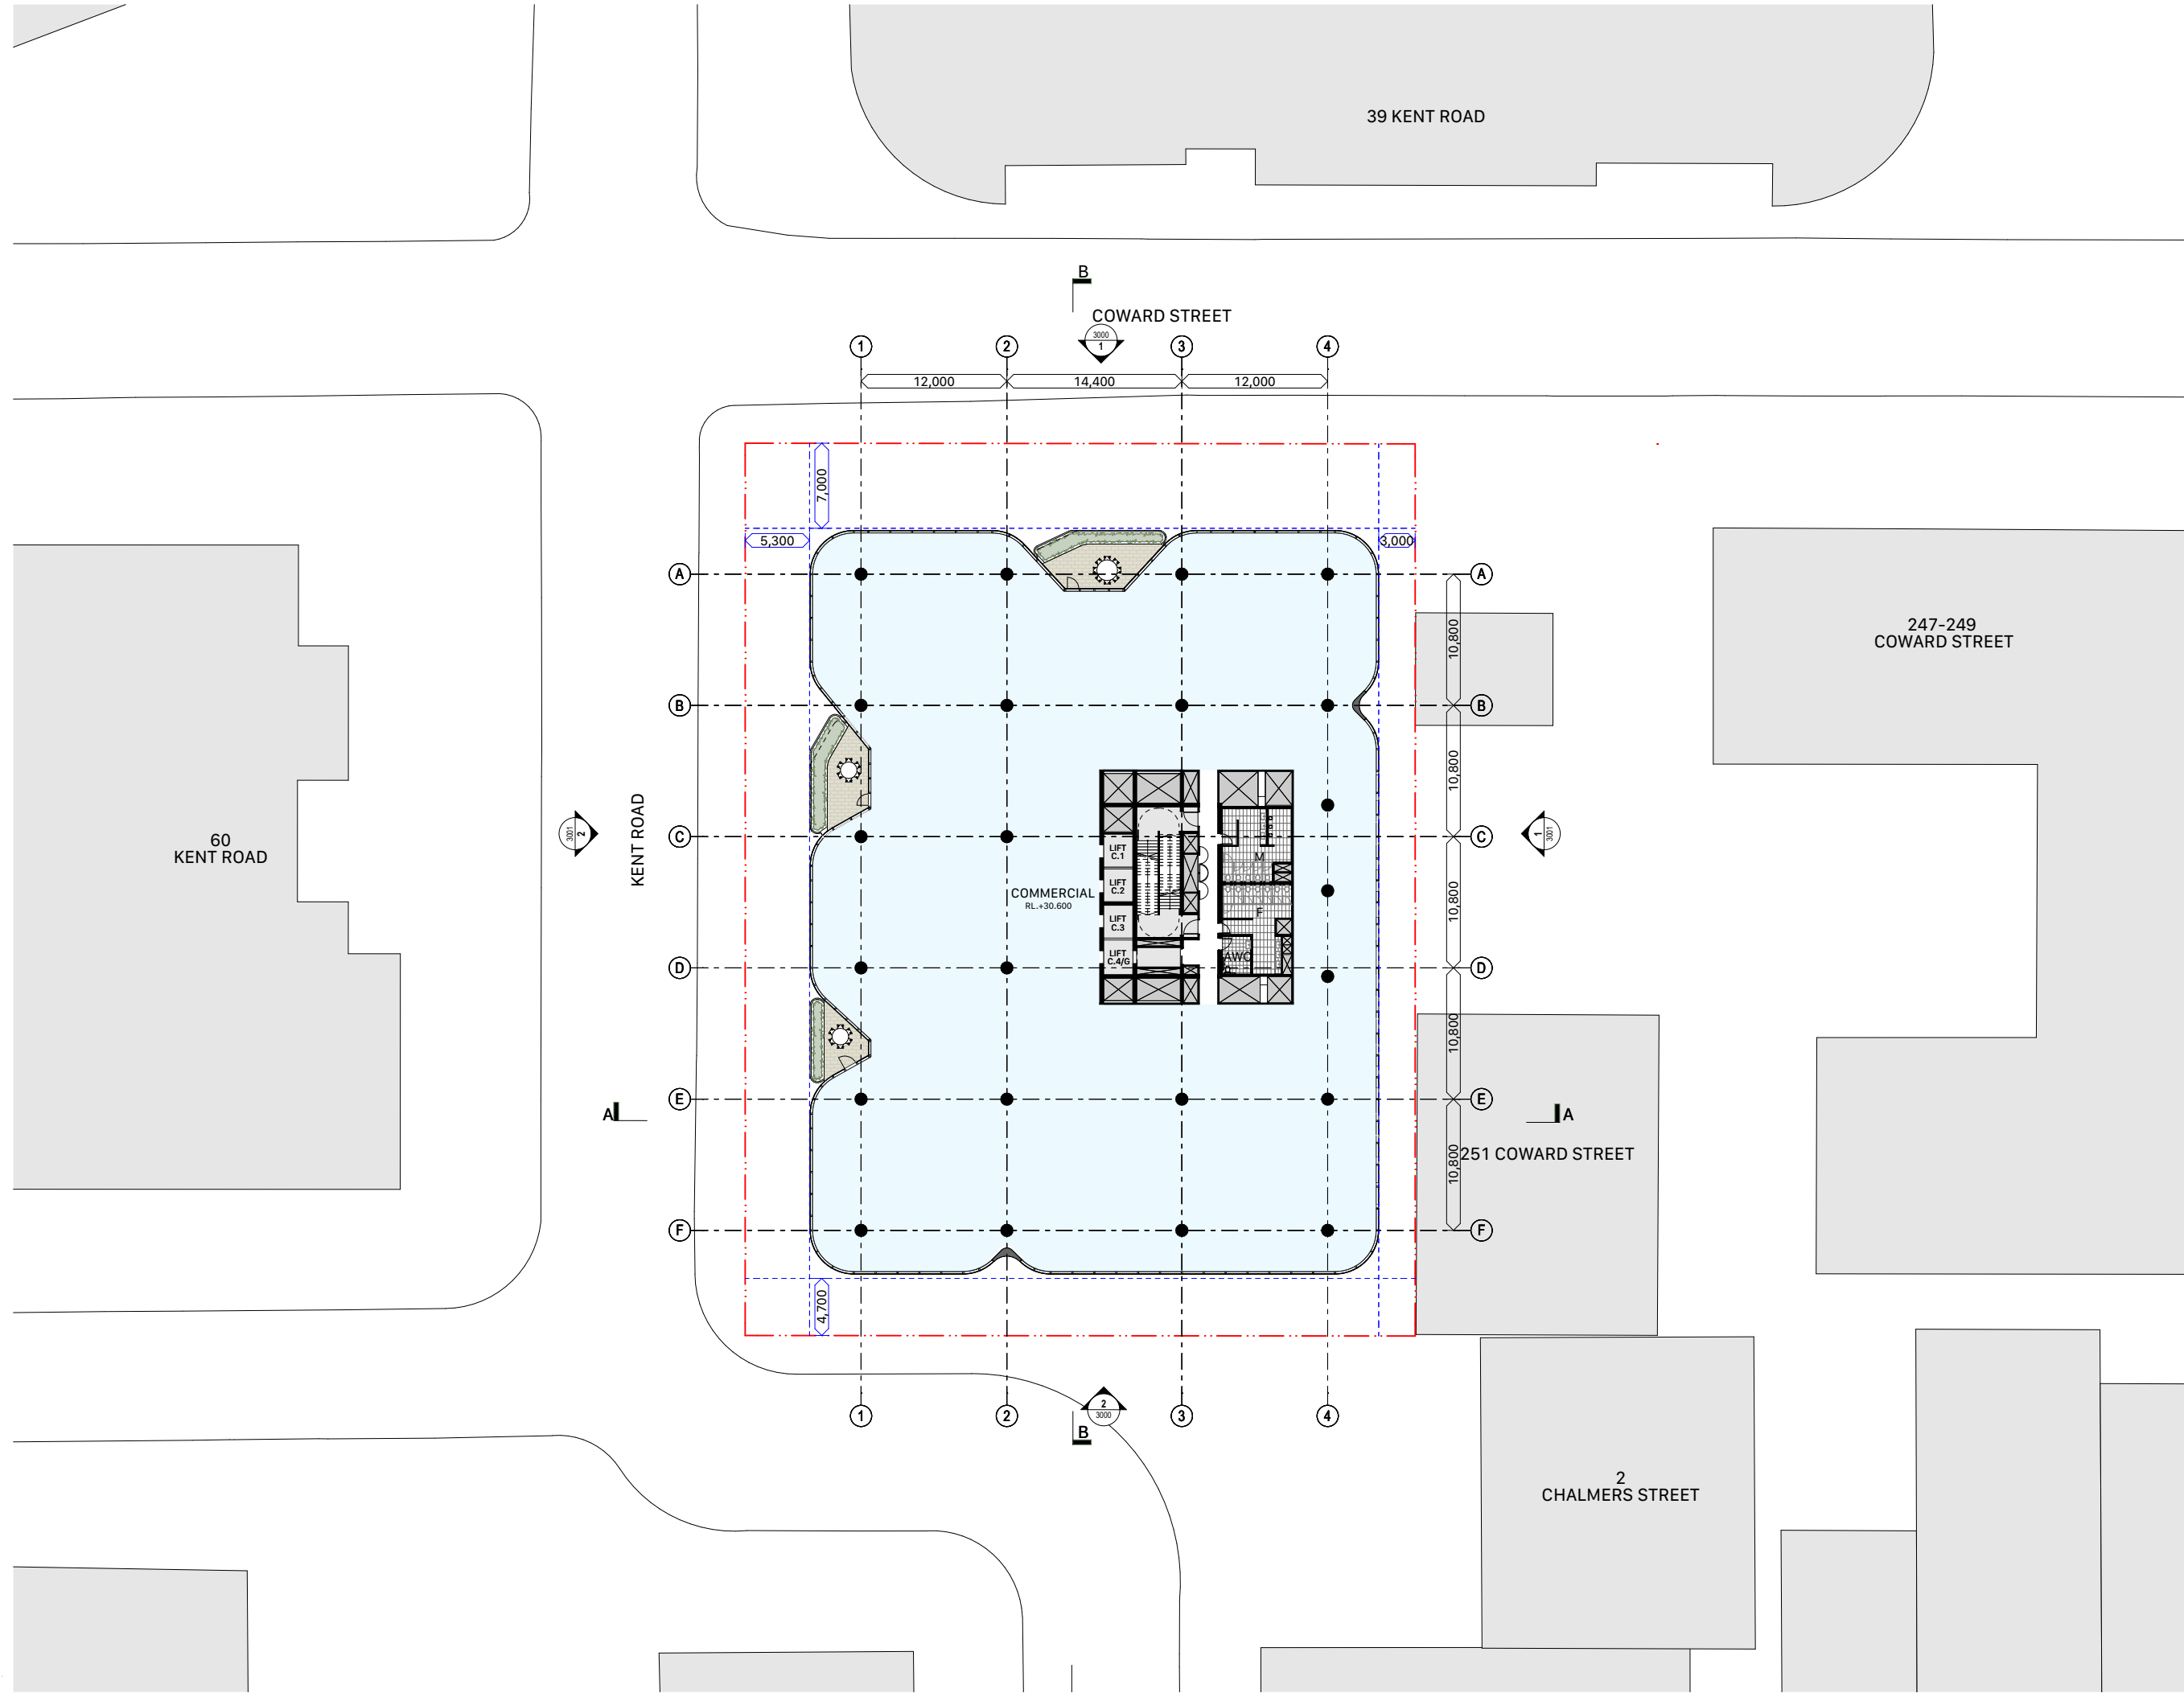 39 KENT ROAD
B
COWARD STREET
3000
1
1
2
3
4
12,000
14,400
12,000
7,000
5,300
3,000
A
A
10,800
247-249
COWARD STREET
B
B
10,800
60
KENT ROAD
3001
2
KENT ROAD
C
C
1
3001
LIFT
C.1
M
LIFT
C.2
COMMERCIAL
RL.+30.600
10,800
LIFT
C.3
F
LIFT
C.4/G
AWC
D
D
10,800
E
E
A
A
251 COWARD STREET
10,800
F
F
4,700
1
2
3
4
2
3000
B
2
CHALMERS STREET